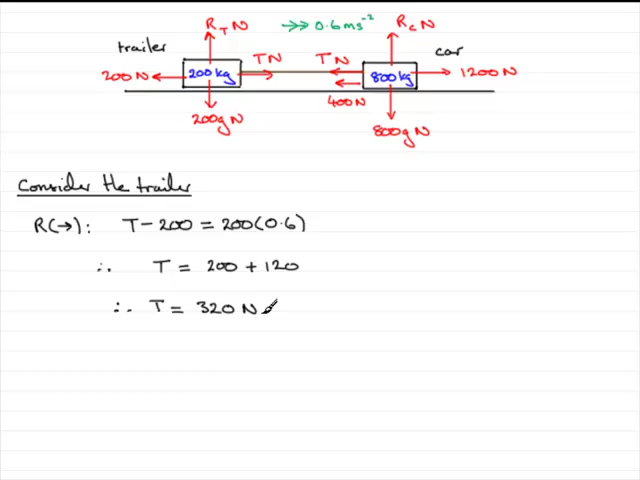 R_T N
0.6 ms⁻²
R_C N
trailer
car
200 N
200 kg
T N
T N
800 kg
1200 N
400N
200g N
800g N
Consider the trailer
R(→): T − 200 = 200(0.6)
∴ T = 200 + 120
∴ T = 320 N